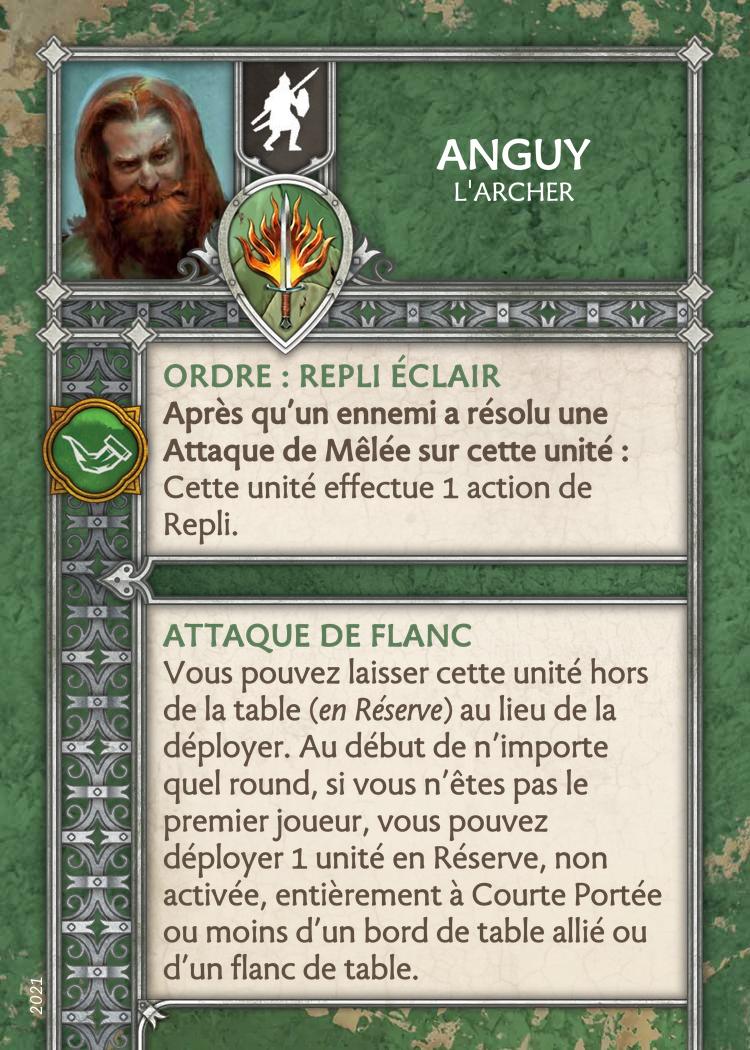 ANGUY
L'ARCHER
ORDRE : REPLI ÉCLAIR
Après qu'un ennemi a résolu une
Attaque de Mêlée sur cette unité :
Cette unité effectue 1 action de
Repli.
ATTAQUE DE FLANC
Vous pouvez laisser cette unité hors
de la table (en Réserve) au lieu de la
déployer. Au début de n'importe
quel round, si vous n'êtes pas le
premier joueur, vous pouvez
déployer 1 unité en Réserve, non
activée, entièrement à Courte Portée
ou moins d'un bord de table allié ou
d'un flanc de table.
2021